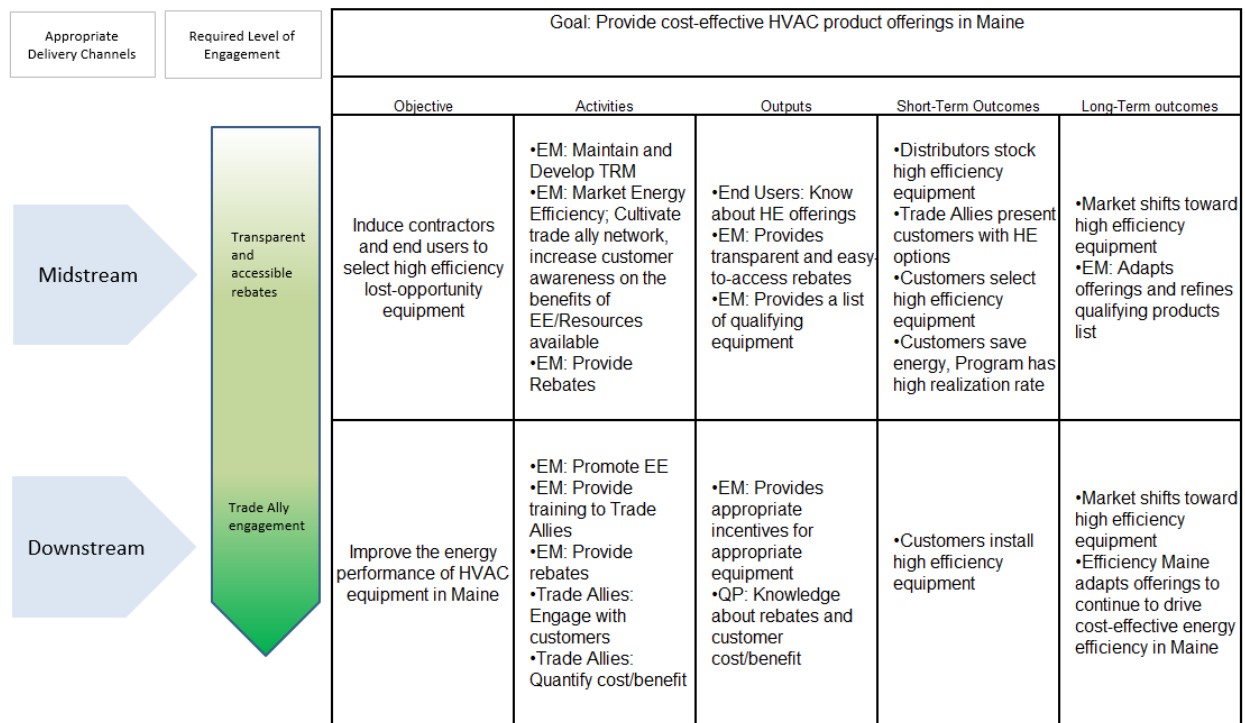 Appropriate
Delivery Channels
Required Level of
Engagement
Goal: Provide cost-effective HVAC product offerings in Maine
Objective
Activities
Outputs
Short-Term Outcomes
Long-Term outcomes
Midstream
Transparent
and
accessible
rebates
Induce contractors
and end users to
select high efficiency
lost-opportunity
equipment
•EM: Maintain and
Develop TRM
•EM: Market Energy
Efficiency; Cultivate
trade ally network,
increase customer
awareness on the
benefits of
EE/Resources
available
•EM: Provide
Rebates
•End Users: Know
about HE offerings
•EM: Provides
transparent and easy-
to-access rebates
•EM: Provides a list
of qualifying
equipment
•Distributors stock
high efficiency
equipment
•Trade Allies present
customers with HE
options
•Customers select
high efficiency
equipment
•Customers save
energy, Program has
high realization rate
•Market shifts toward
high efficiency
equipment
•EM: Adapts
offerings and refines
qualifying products
list
Downstream
Trade Ally
engagement
Improve the energy
performance of HVAC
equipment in Maine
•EM: Promote EE
•EM: Provide
training to Trade
Allies
•EM: Provide
rebates
•Trade Allies:
Engage with
customers
•Trade Allies:
Quantify cost/benefit
•EM: Provides
appropriate
incentives for
appropriate
equipment
•QP: Knowledge
about rebates and
customer
cost/benefit
•Customers install
high efficiency
equipment
•Market shifts toward
high efficiency
equipment
•Efficiency Maine
adapts offerings to
continue to drive
cost-effective energy
efficiency in Maine